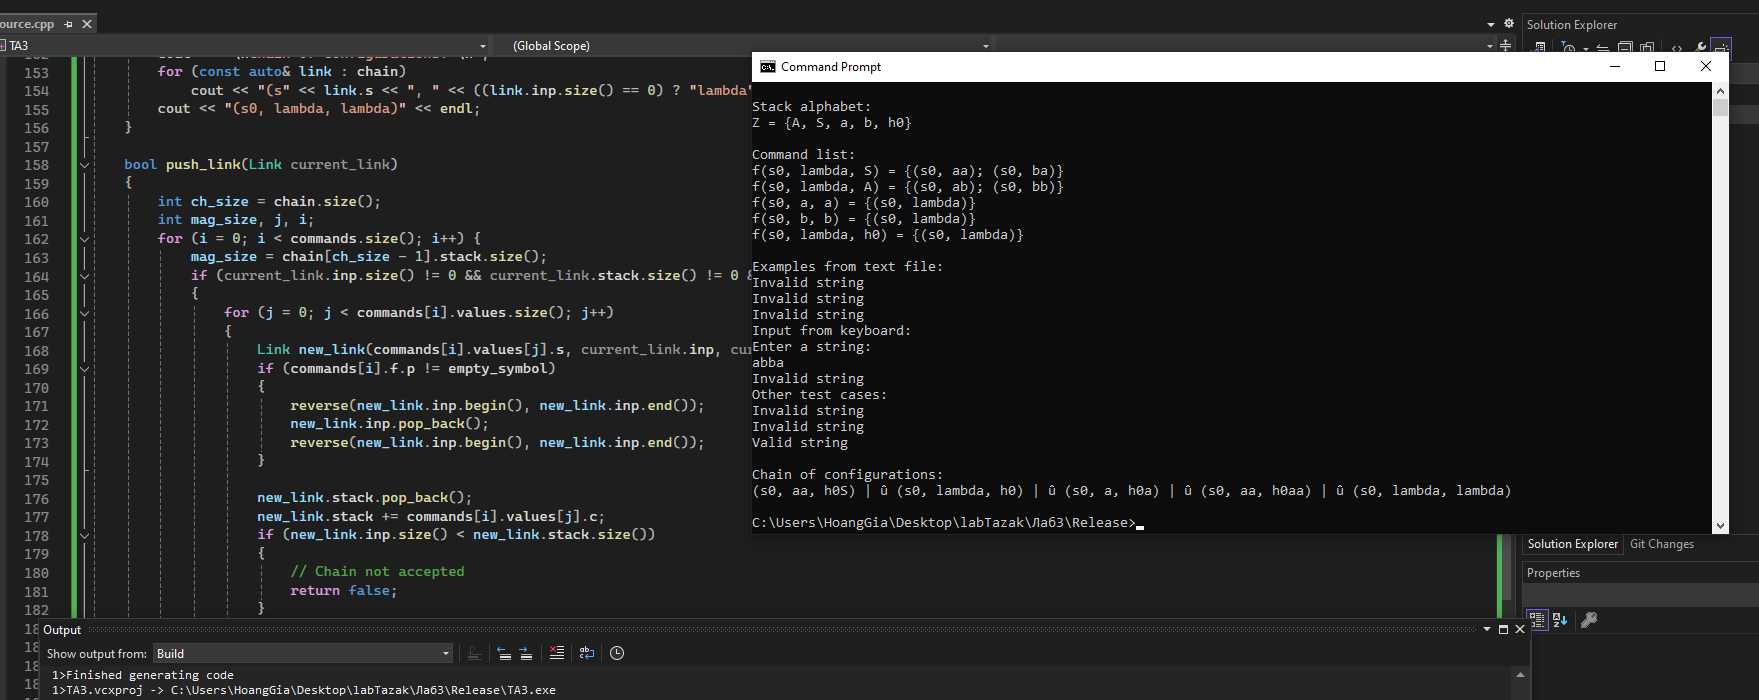 ource.cpp
TA3
(Global Scope)
Solution Explorer
153 for (const auto& link : chain)
154 cout << "(s" << link.s << ", " << ((link.inp.size() == 0) ? "lambda"
155 cout << "(s0, lambda, lambda)" << endl;
156 }
157
158 bool push_link(Link current_link)
159 {
160 int ch_size = chain.size();
161 int mag_size, j, i;
162 for (i = 0; i < commands.size(); i++) {
163 mag_size = chain[ch_size - 1].stack.size();
164 if (current_link.inp.size() != 0 && current_link.stack.size() != 0 &
165 {
166 for (j = 0; j < commands[i].values.size(); j++)
167 {
168 Link new_link(commands[i].values[j].s, current_link.inp, cu
169 if (commands[i].f.p != empty_symbol)
170 {
171 reverse(new_link.inp.begin(), new_link.inp.end());
172 new_link.inp.pop_back();
173 reverse(new_link.inp.begin(), new_link.inp.end());
174 }
175
176 new_link.stack.pop_back();
177 new_link.stack += commands[i].values[j].c;
178 if (new_link.inp.size() < new_link.stack.size())
179 {
180 // Chain not accepted
181 return false;
182 }
Command Prompt
Stack alphabet:
Z = {A, S, a, b, h0}
Command list:
f(s0, lambda, S) = {(s0, aa); (s0, ba)}
f(s0, lambda, A) = {(s0, ab); (s0, bb)}
f(s0, a, a) = {(s0, lambda)}
f(s0, b, b) = {(s0, lambda)}
f(s0, lambda, h0) = {(s0, lambda)}
Examples from text file:
Invalid string
Invalid string
Invalid string
Input from keyboard:
Enter a string:
abba
Invalid string
Other test cases:
Invalid string
Invalid string
Valid string
Chain of configurations:
(s0, aa, h0S) | û (s0, lambda, h0) | û (s0, a, h0a) | û (s0, aa, h0aa) | û (s0, lambda, lambda)
C:\Users\HoangGia\Desktop\labTazak\Лаб3\Release>
Solution Explorer Git Changes
Properties
Output
Show output from: Build
1>Finished generating code
1>TA3.vcxproj -> C:\Users\HoangGia\Desktop\labTazak\Лаб3\Release\TA3.exe